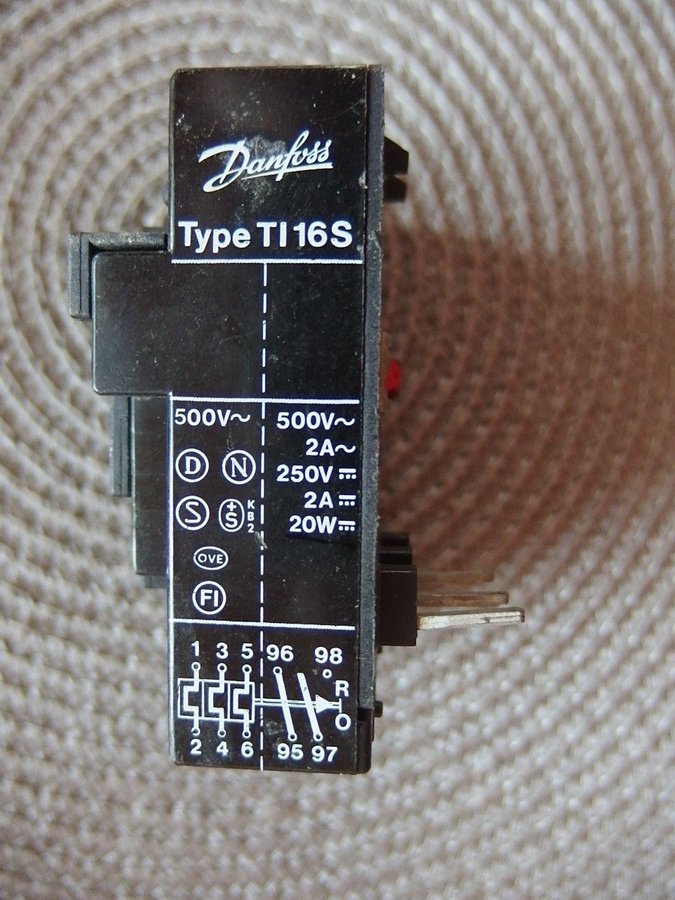 Danfoss
Type TI 16S
500V~
500V~
2A~
250V ⎓
2A ⎓
20W ⎓
D N
S +S KB2
OVE
FI
1 3 5 96 98
R
O
2 4 6 95 97